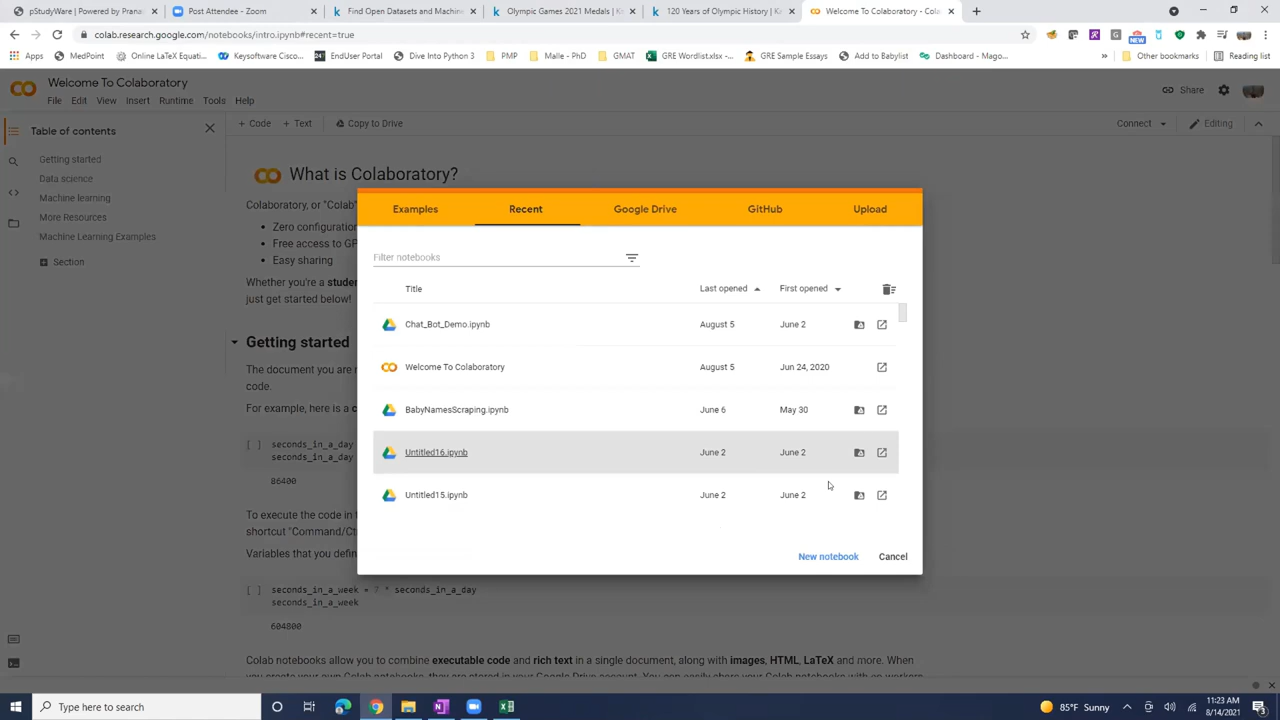 pStudyWare | Powered by Prana
Post Attendee - Zoom
Find Open Datasets and Machine
Olympic Games 2021 Medals | Ka
120 Years of Olympic History | K
Welcome To Colaboratory - Colab
colab.research.google.com/notebooks/intro.ipynb#recent=true
Apps
MedPoint
Online LaTeX Equati...
Keysoftware Cisco...
EndUser Portal
Dive Into Python 3
PMP
Malle - PhD
GMAT
GRE Wordlist.xlsx -...
GRE Sample Essays
Add to Babylist
Dashboard - Mago...
»
Other bookmarks
Reading list
NEW
Welcome To Colaboratory
File Edit View Insert Runtime Tools Help
Share
Table of contents
+ Code + Text Copy to Drive
Connect
Editing
Getting started
Data science
Machine learning
More Resources
Machine Learning Examples
Section
What is Colaboratory?
Colaboratory, or "Colab"
Zero configuration
Free access to GP
Easy sharing
Whether you're a studen
just get started below!
Getting started
The document you are r
code.
For example, here is a c
[ ] seconds_in_a_day
seconds_in_a_day
86400
To execute the code in t
shortcut "Command/Ct
Variables that you defin
[ ] seconds_in_a_week = 7 * seconds_in_a_day
seconds_in_a_week
604800
Colab notebooks allow you to combine executable code and rich text in a single document, along with images, HTML, LaTeX and more. When
Examples
Recent
Google Drive
GitHub
Upload
Filter notebooks
Title Last opened First opened
Chat_Bot_Demo.ipynb August 5 June 2
Welcome To Colaboratory August 5 Jun 24, 2020
BabyNamesScraping.ipynb June 6 May 30
Untitled16.ipynb June 2 June 2
Untitled15.ipynb June 2 June 2
New notebook Cancel
Type here to search
85°F Sunny
11:23 AM
8/14/2021
3